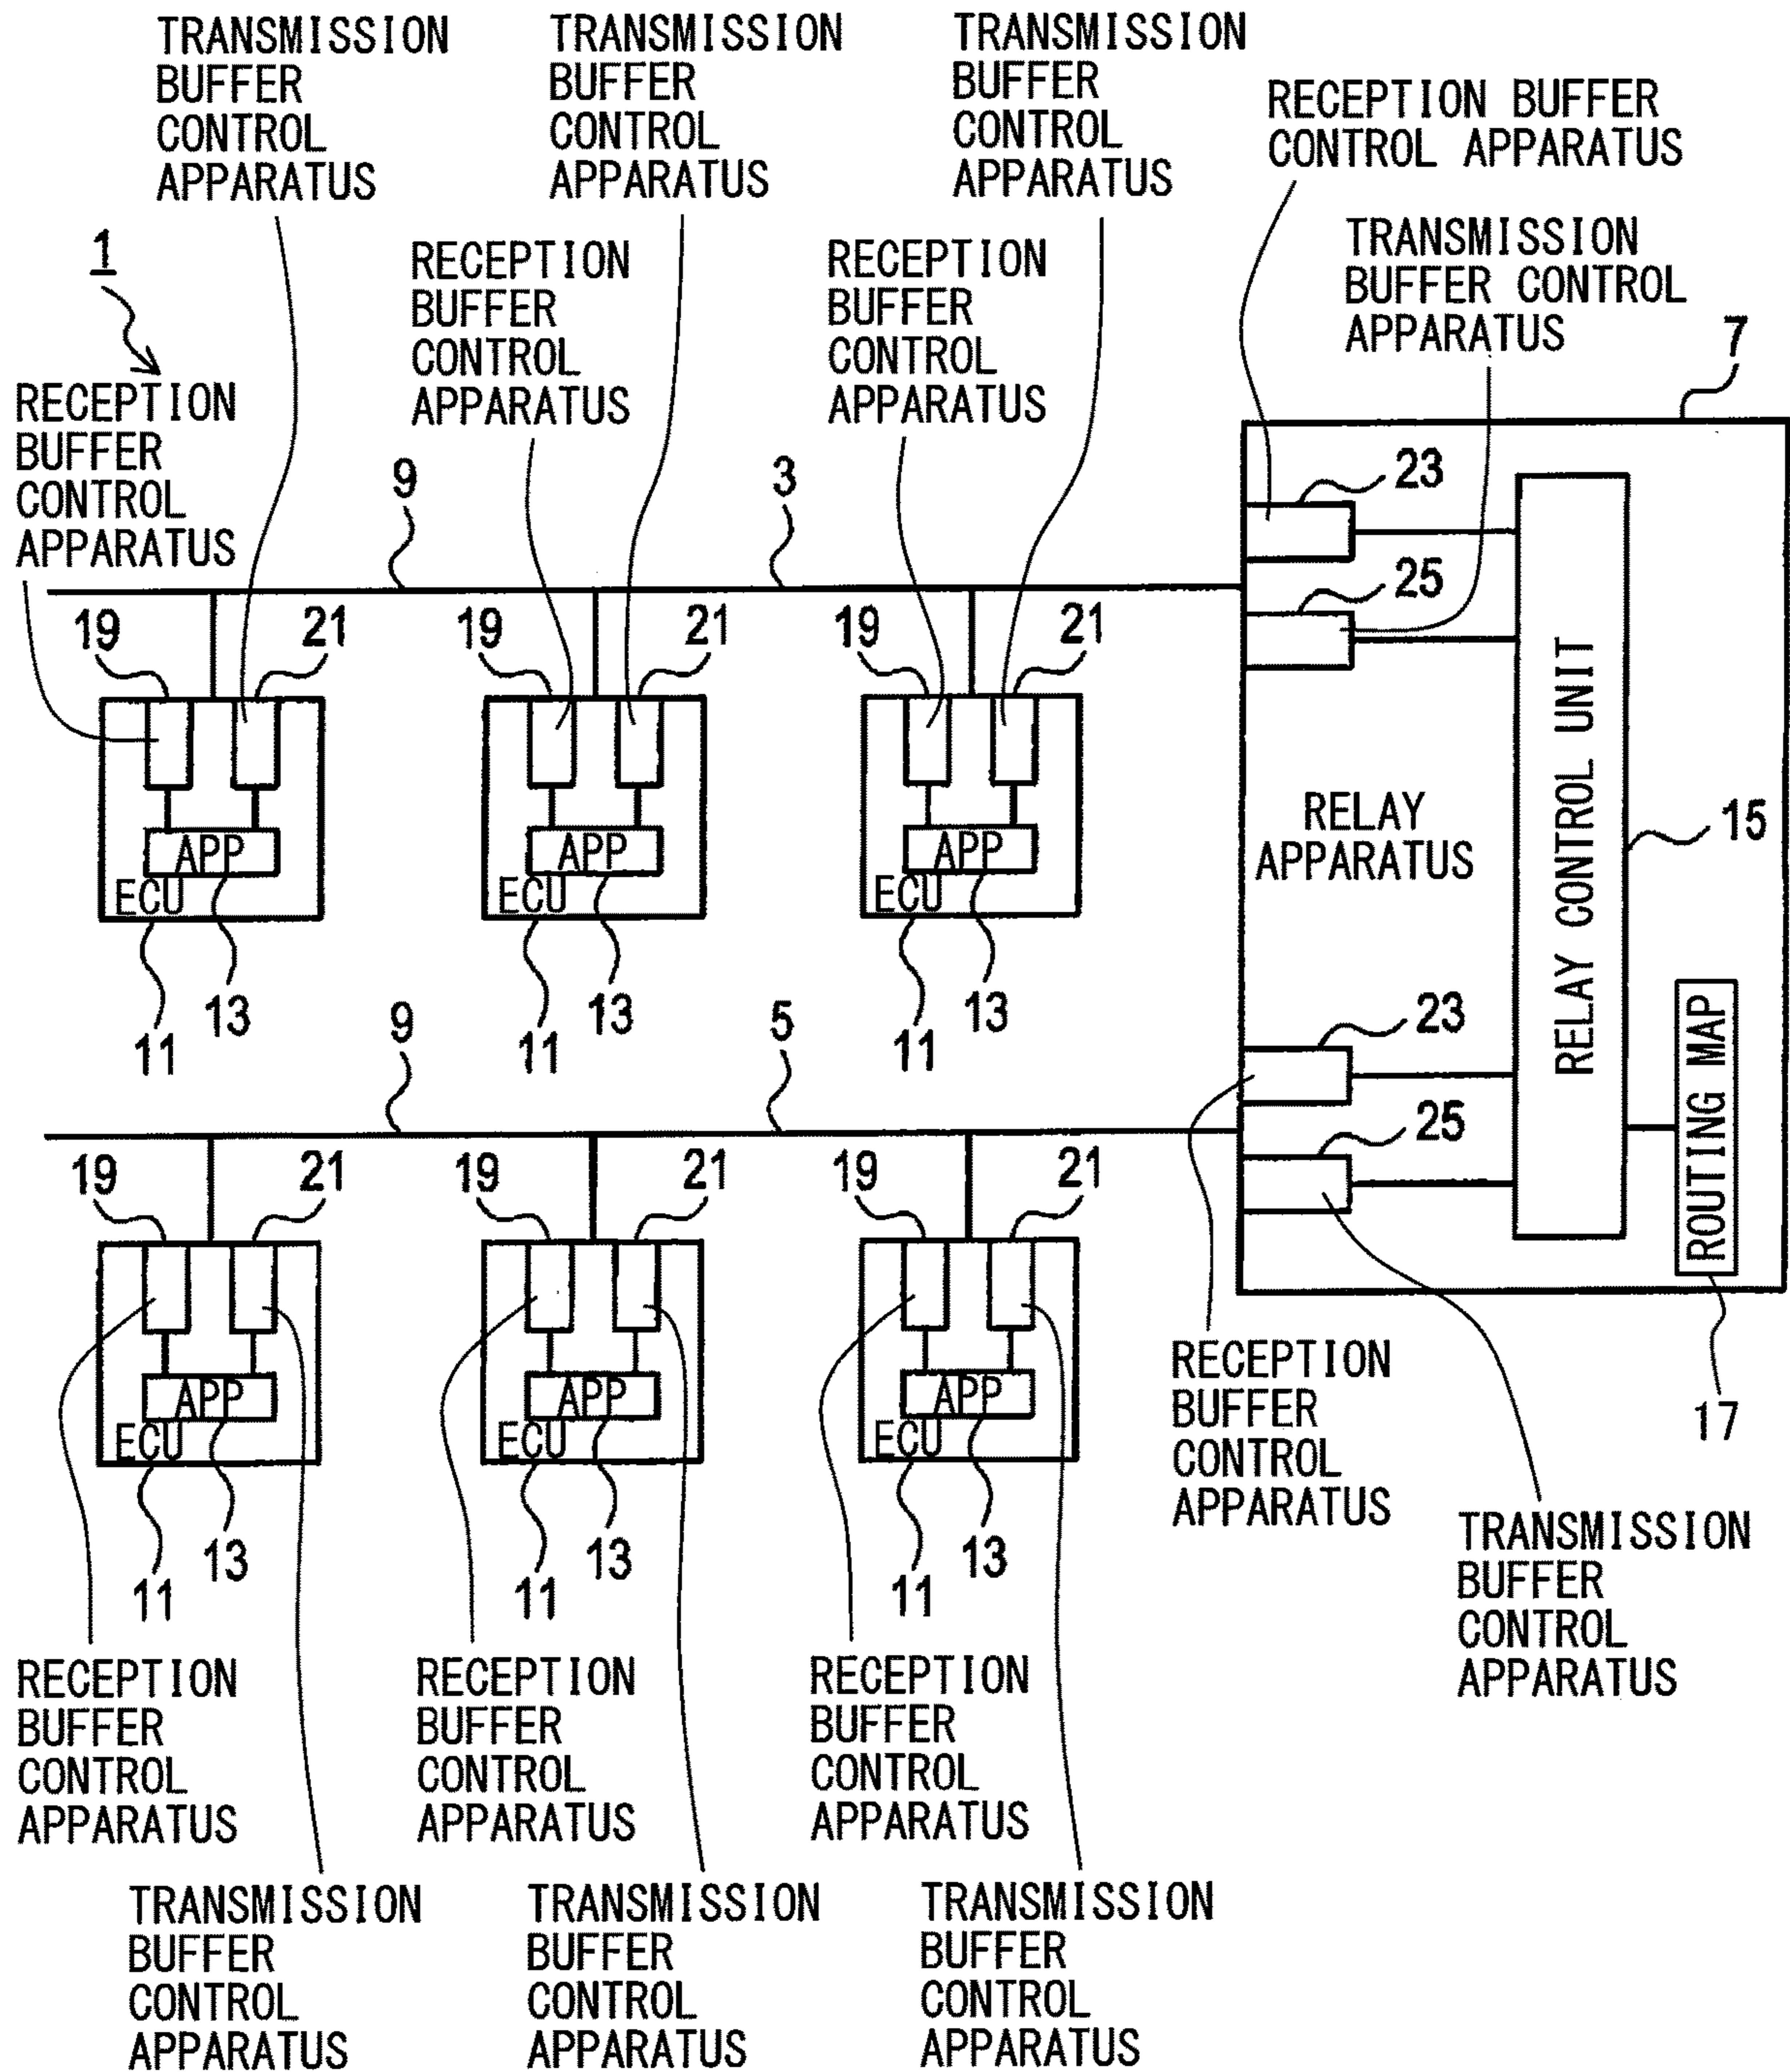 TRANSMISSION
BUFFER
CONTROL
APPARATUS
TRANSMISSION
BUFFER
CONTROL
APPARATUS
TRANSMISSION
BUFFER
CONTROL
APPARATUS
RECEPTION BUFFER
CONTROL APPARATUS
1
RECEPTION
BUFFER
CONTROL
APPARATUS
RECEPTION
BUFFER
CONTROL
APPARATUS
RECEPTION
BUFFER
CONTROL
APPARATUS
TRANSMISSION
BUFFER CONTROL
APPARATUS
7
9
3
23
25
19
21
19
21
19
21
APP
ECU
APP
ECU
APP
ECU
RELAY
APPARATUS
RELAY CONTROL UNIT
15
11
13
11
13
11
13
9
5
23
25
ROUTING MAP
17
19
21
19
21
19
21
APP
ECU
APP
ECU
APP
ECU
11
13
11
13
11
13
RECEPTION
BUFFER
CONTROL
APPARATUS
TRANSMISSION
BUFFER
CONTROL
APPARATUS
RECEPTION
BUFFER
CONTROL
APPARATUS
RECEPTION
BUFFER
CONTROL
APPARATUS
RECEPTION
BUFFER
CONTROL
APPARATUS
TRANSMISSION
BUFFER
CONTROL
APPARATUS
TRANSMISSION
BUFFER
CONTROL
APPARATUS
TRANSMISSION
BUFFER
CONTROL
APPARATUS